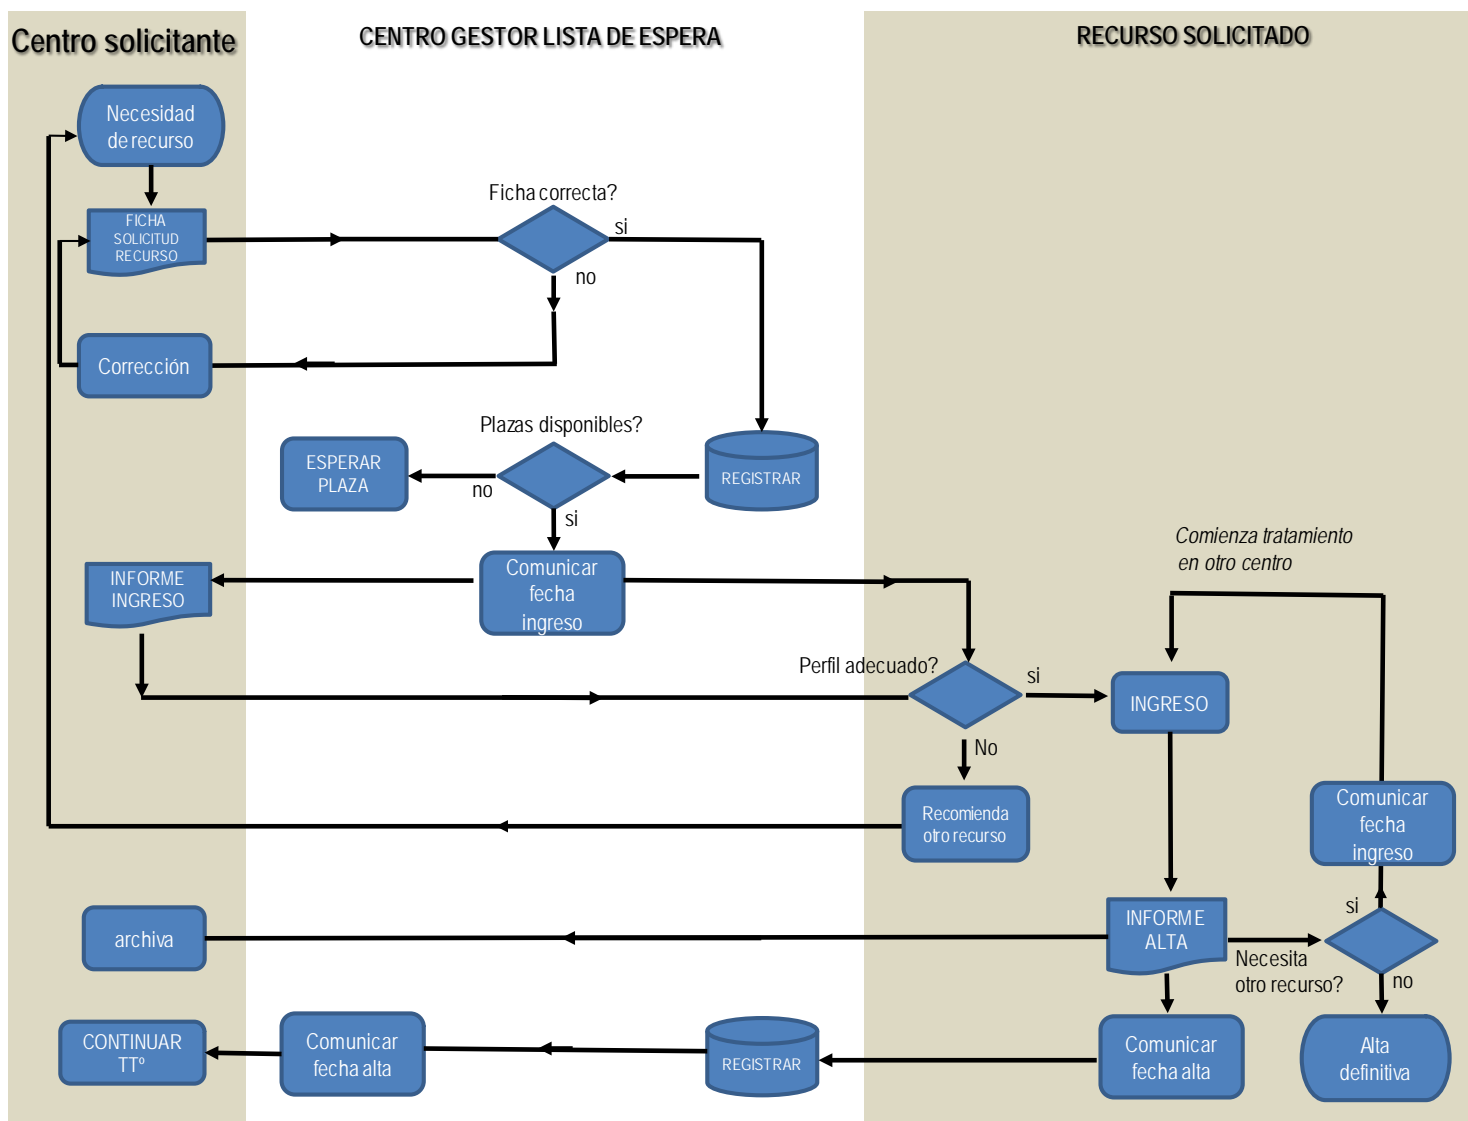 Centro solicitante
CENTRO GESTOR LISTA DE ESPERA
RECURSO SOLICITADO
Necesidad
de recurso
FICHA
SOLICITUD
RECURSO
Ficha correcta?
si
no
Corrección
Plazas disponibles?
ESPERAR
PLAZA
no
si
REGISTRAR
INFORME
INGRESO
Comunicar
fecha
ingreso
Comienza tratamiento
en otro centro
Perfil adecuado?
si
No
INGRESO
Recomienda
otro recurso
Comunicar
fecha
ingreso
archiva
INFORME
ALTA
si
Necesita
otro recurso?
no
CONTINUAR
TTº
Comunicar
fecha alta
REGISTRAR
Comunicar
fecha alta
Alta
definitiva